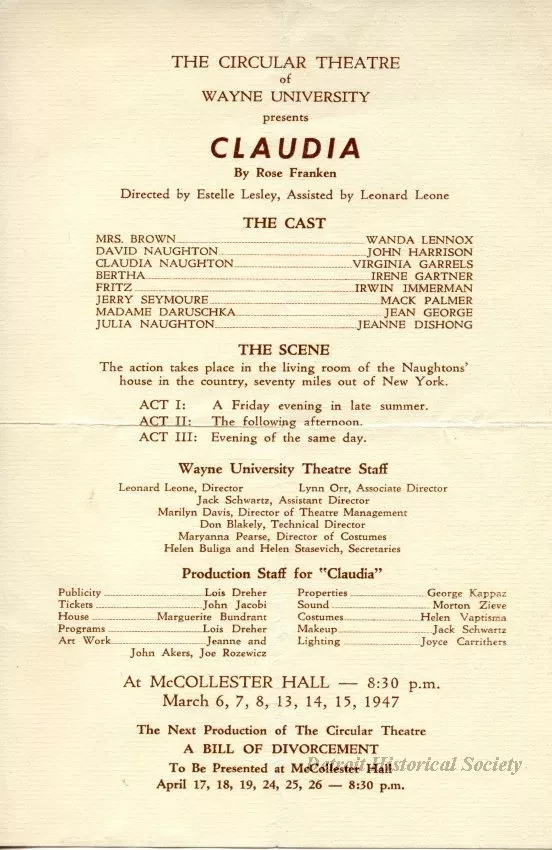 THE CIRCULAR THEATRE
of
WAYNE UNIVERSITY
presents
CLAUDIA
By Rose Franken
Directed by Estelle Lesley, Assisted by Leonard Leone
THE CAST
MRS. BROWN WANDA LENNOX
DAVID NAUGHTON JOHN HARRISON
CLAUDIA NAUGHTON VIRGINIA GARRELS
BERTHA IRENE GARTNER
FRITZ IRWIN IMMERMAN
JERRY SEYMOURE MACK PALMER
MADAME DARUSCHKA JEAN GEORGE
JULIA NAUGHTON JEANNE DISHONG
THE SCENE
The action takes place in the living room of the Naughtons'
house in the country, seventy miles out of New York.
ACT I: A Friday evening in late summer.
ACT II: The following afternoon.
ACT III: Evening of the same day.
Wayne University Theatre Staff
Leonard Leone, Director Lynn Orr, Associate Director
Jack Schwartz, Assistant Director
Marilyn Davis, Director of Theatre Management
Don Blakely, Technical Director
Maryanna Pearse, Director of Costumes
Helen Buliga and Helen Stasevich, Secretaries
Production Staff for "Claudia"
Publicity Lois Dreher
Tickets John Jacobi
House Marguerite Bundrant
Programs Lois Dreher
Art Work Jeanne and
John Akers, Joe Rozewicz
Properties George Kappaz
Sound Morton Zieve
Costumes Helen Vaptisma
Makeup Jack Schwartz
Lighting Joyce Carrithers
At McCOLLESTER HALL — 8:30 p.m.
March 6, 7, 8, 13, 14, 15, 1947
The Next Production of The Circular Theatre
A BILL OF DIVORCEMENT
To Be Presented at McCollester Hall
April 17, 18, 19, 24, 25, 26 — 8:30 p.m.
Detroit Historical Society